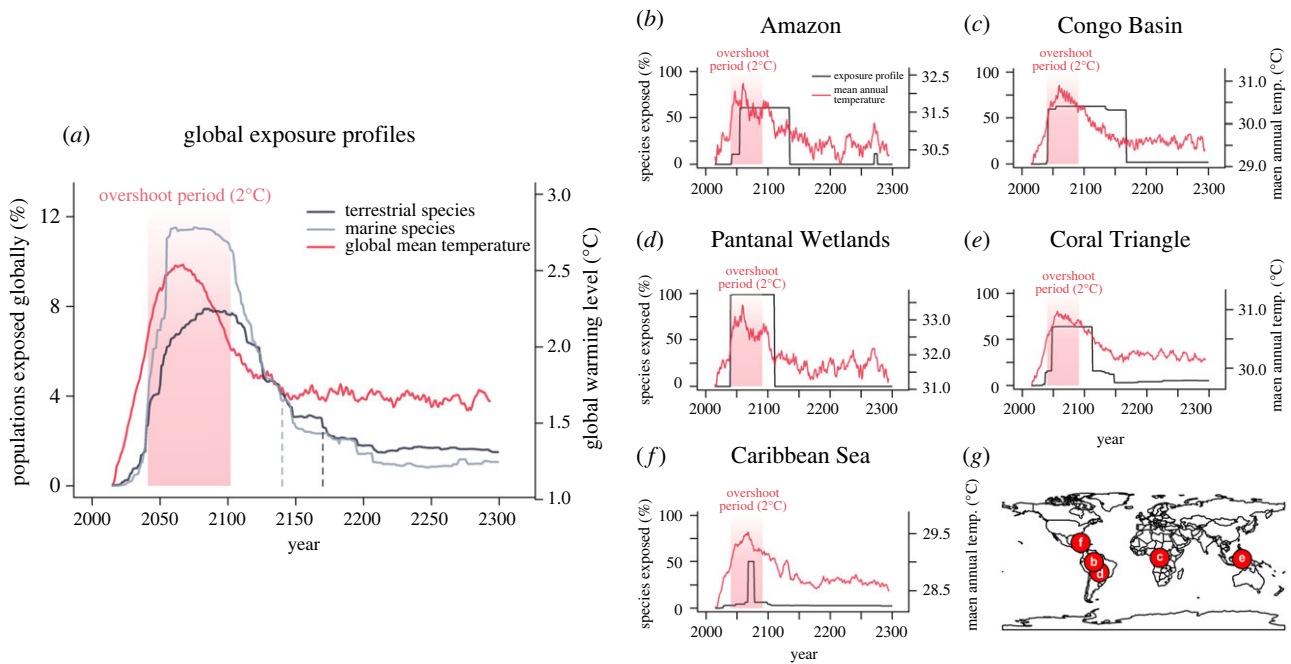 (a) global exposure profiles
overshoot period (2°C)
terrestrial species
marine species
global mean temperature
populations exposed globally (%)
12
8
4
0
3.0
2.5
2.0
1.5
1.0
global warming level (°C)
2000 2050 2100 2150 2200 2250 2300
year
(b) Amazon
overshoot
period (2°C)
exposure profile
mean annual
temperature
species exposed (%)
100
50
0
32.5
31.5
30.5
2000 2100 2200 2300
(c) Congo Basin
overshoot
period (2°C)
100
50
0
31.0
30.0
29.0
maen annual temp. (°C)
2000 2100 2200 2300
(d) Pantanal Wetlands
overshoot
period (2°C)
species exposed (%)
100
50
0
33.0
32.0
31.0
2000 2100 2200 2300
(e) Coral Triangle
overshoot
period (2°C)
100
50
0
31.0
30.0
maen annual temp. (°C)
2000 2100 2200 2300
year
(f) Caribbean Sea
overshoot
period (2°C)
species exposed (%)
100
50
0
29.5
28.5
maen annual temp. (°C)
2000 2100 2200 2300
year
(g)
f
b
d
c
e